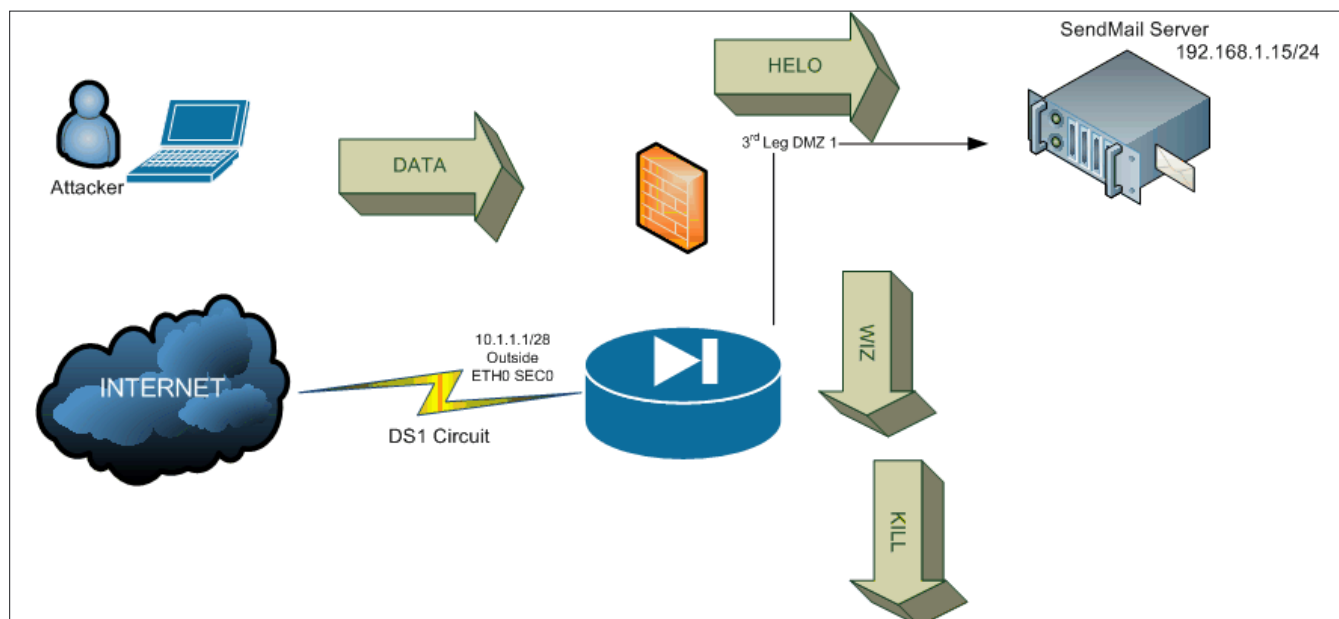 SendMail Server
192.168.1.15/24
HELO
3rd Leg DMZ 1
Attacker
DATA
WIZ
10.1.1.1/28
Outside
ETH0 SEC0
INTERNET
DS1 Circuit
KILL